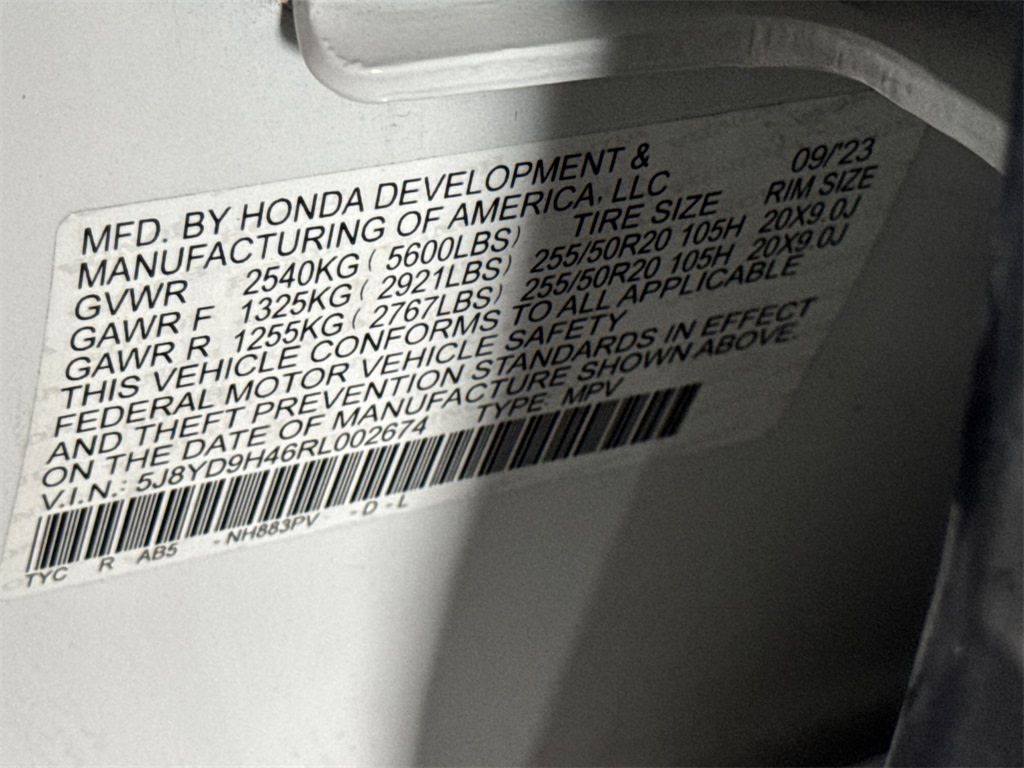 MFD. BY HONDA DEVELOPMENT & 09/'23
MANUFACTURING OF AMERICA, LLC
TIRE SIZE RIM SIZE
GVWR 2540KG ( 5600LBS)
GAWR F 1325KG ( 2921LBS) 255/50R20 105H 20X9.0J
GAWR R 1255KG ( 2767LBS) 255/50R20 105H 20X9.0J
THIS VEHICLE CONFORMS TO ALL APPLICABLE
FEDERAL MOTOR VEHICLE SAFETY
AND THEFT PREVENTION STANDARDS IN EFFECT
ON THE DATE OF MANUFACTURE SHOWN ABOVE.
V.I.N.: 5J8YD9H46RL002674 TYPE: MPV
TYC R AB5 - NH883PV - D - L